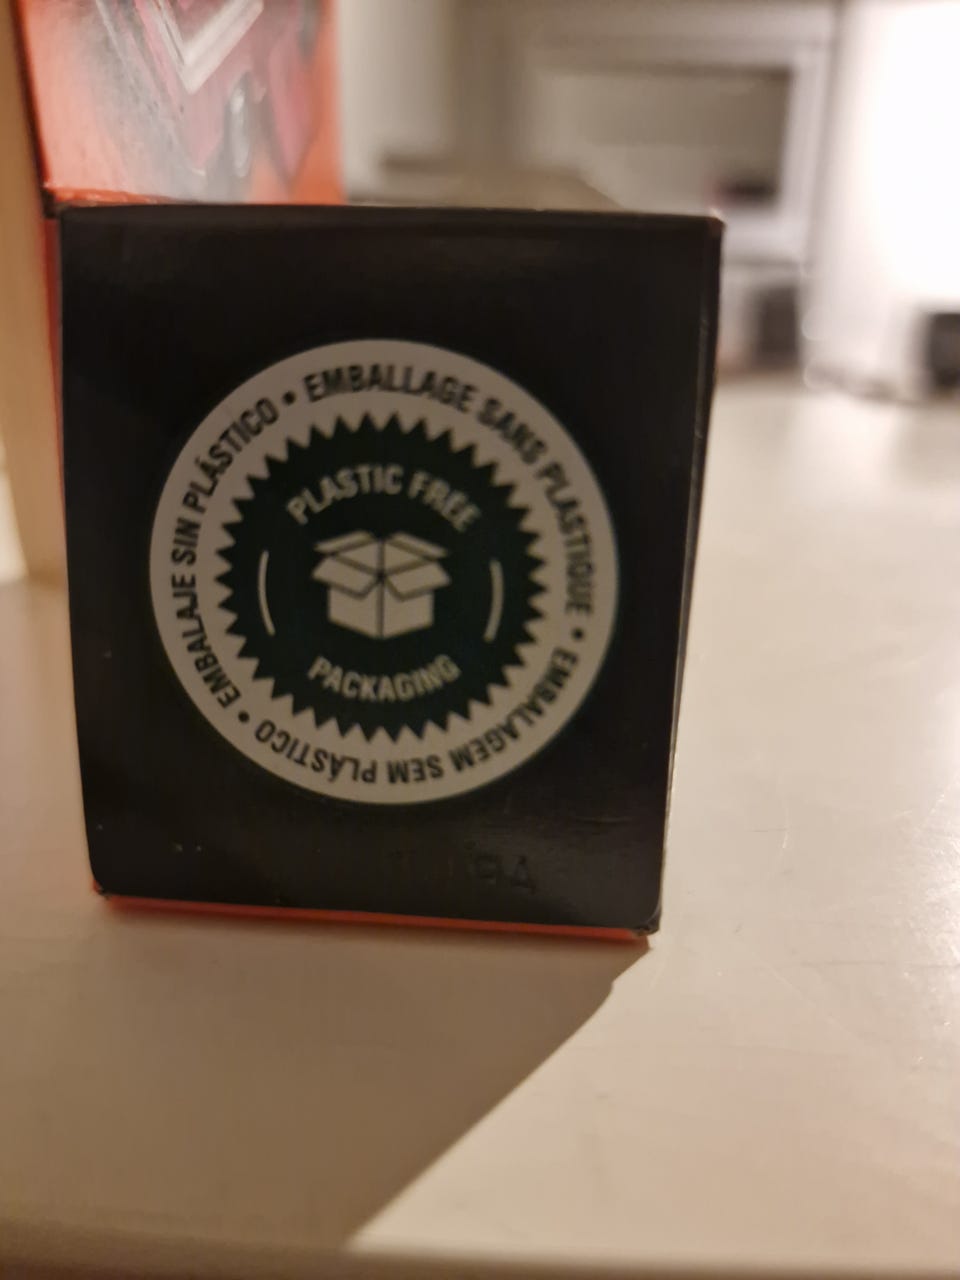 EMBALLAGE SANS PLASTIQUE • EMBALAGEM SEM PLÁSTICO • EMBALAJE SIN PLÁSTICO •
PLASTIC FREE
PACKAGING